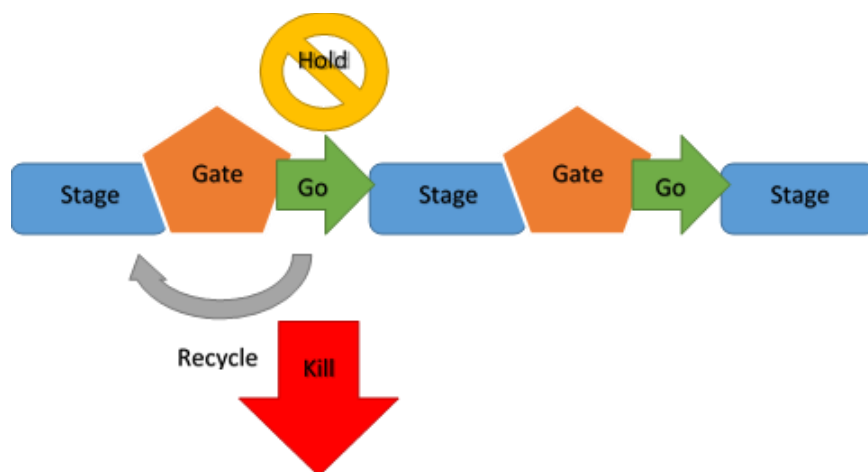 Hold
Stage
Gate
Go
Stage
Gate
Go
Stage
Recycle
Kill